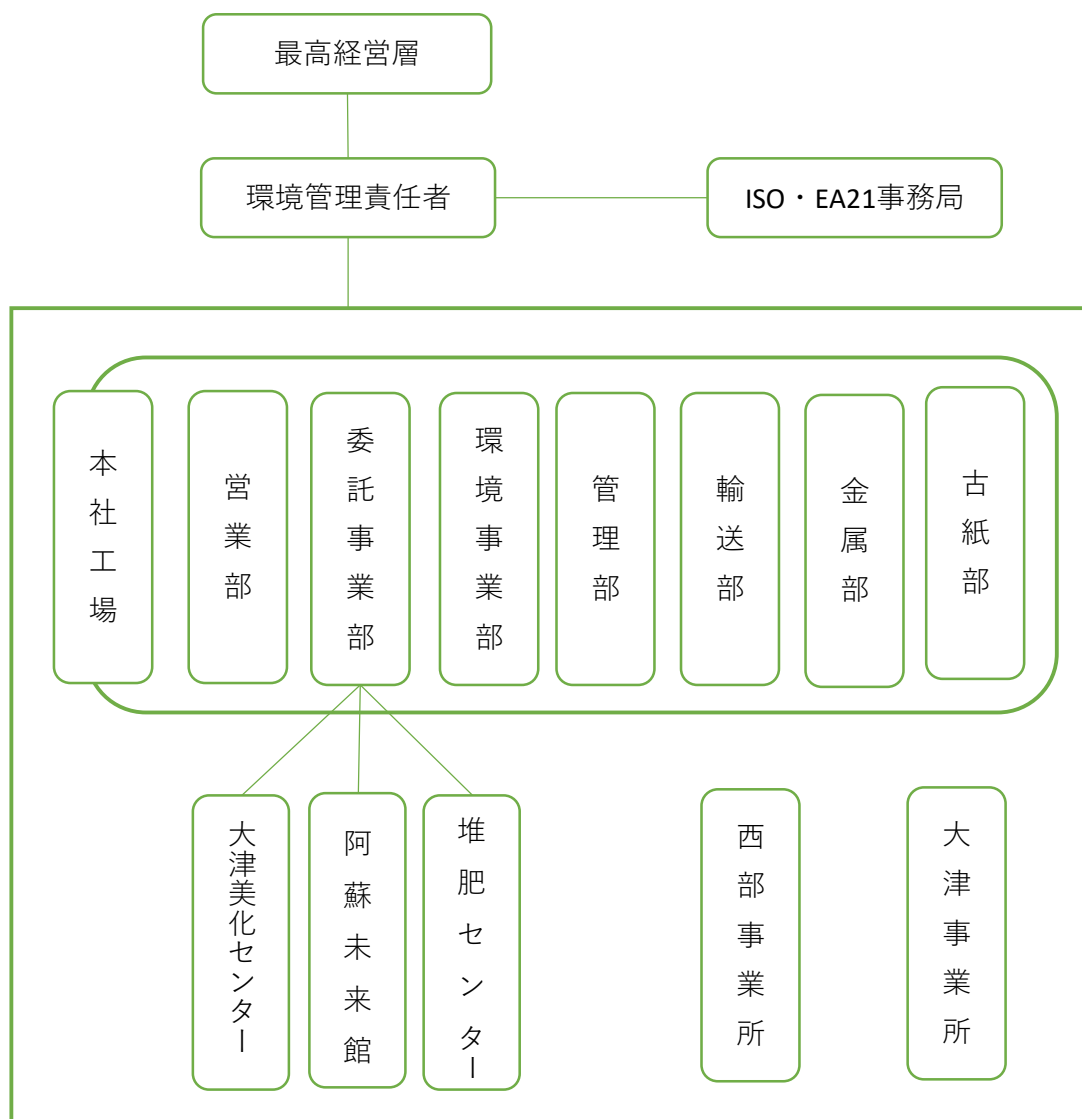 最高経営層
環境管理責任者
ISO・EA21事務局
本社工場
営業部
委託事業部
環境事業部
管理部
輸送部
金属部
古紙部
大津美化センター
阿蘇未来館
堆肥センター
西部事業所
大津事業所